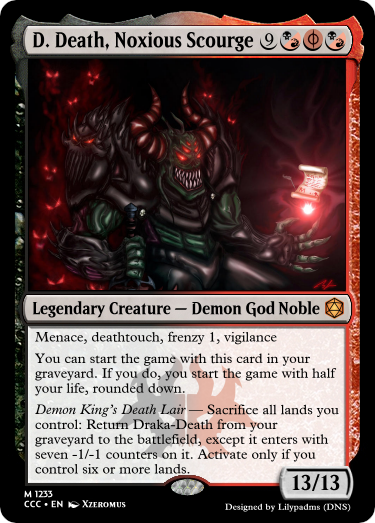 D. Death, Noxious Scourge 9
Legendary Creature — Demon God Noble
Menace, deathtouch, frenzy 1, vigilance
You can start the game with this card in your
graveyard. If you do, you start the game with half
your life, rounded down.
Demon King's Death Lair — Sacrifice all lands you
control: Return Draka-Death from your
graveyard to the battlefield, except it enters with
seven -1/-1 counters on it. Activate only if you
control six or more lands.
13/13
M 1233
CCC • EN Xzeromus
Designed by Lilypadms (DNS)